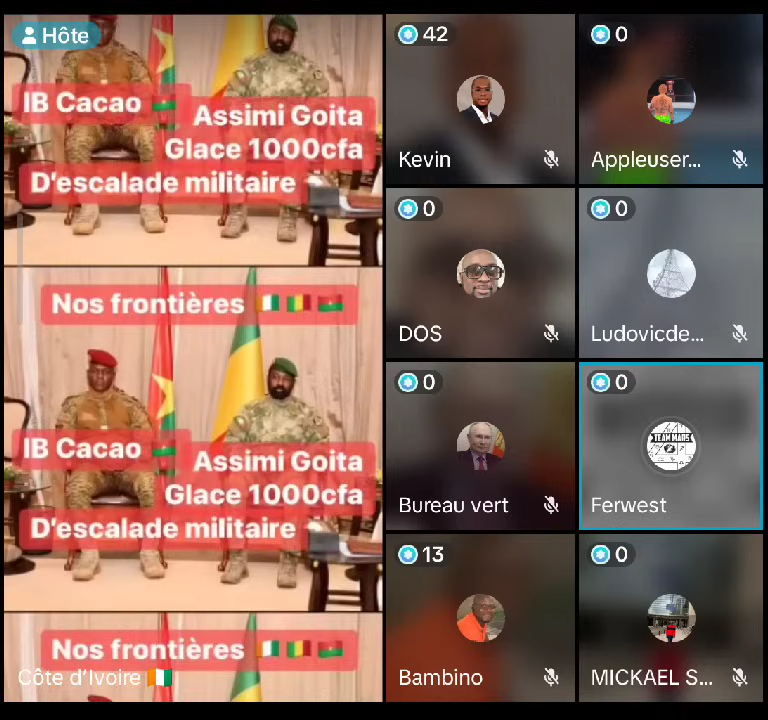 Hôte
IB Cacao
Assimi Goita
Glace 1000cfa
D'escalade militaire
Nos frontières
IB Cacao
Assimi Goita
Glace 1000cfa
D'escalade militaire
Nos frontières
Côte d'Ivoire
42
Kevin
0
Appleuser...
0
DOS
0
Ludovicde...
0
Bureau vert
0
TEAM MARS
Ferwest
13
Bambino
0
MICKAEL S...